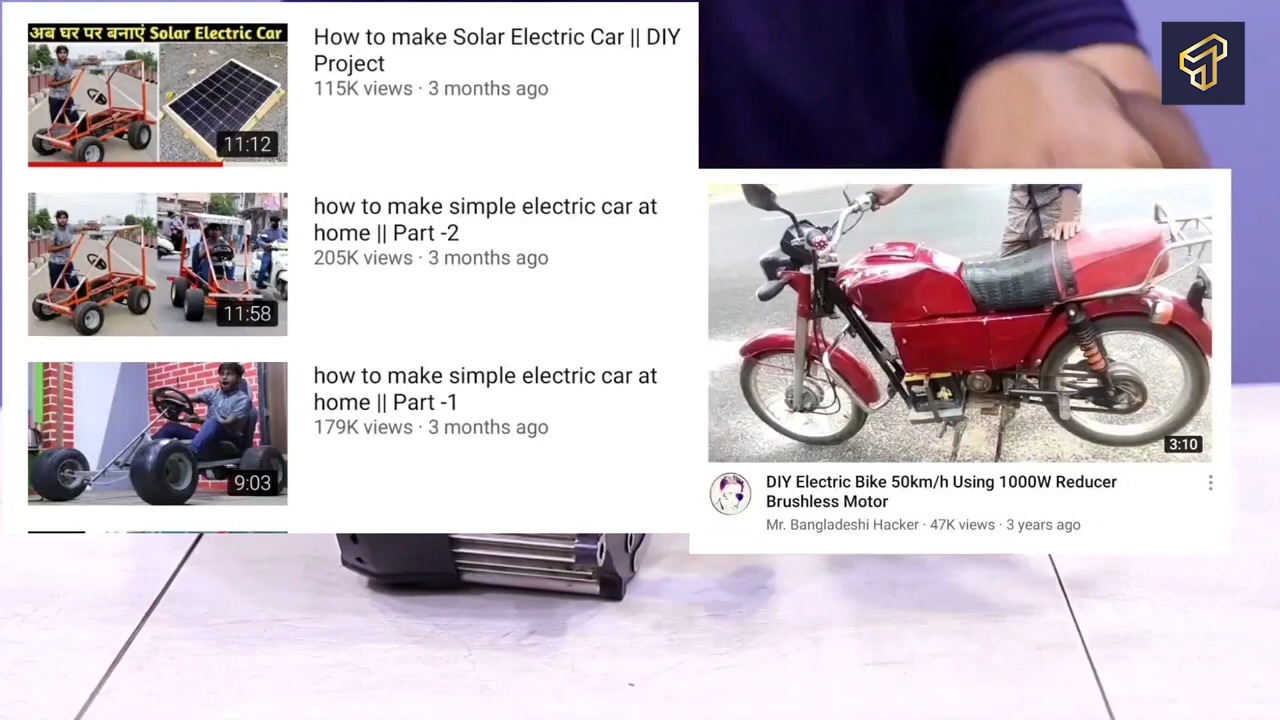 अब घर पर बनाएं Solar Electric Car
11:12
How to make Solar Electric Car || DIY
Project
115K views · 3 months ago
11:58
how to make simple electric car at
home || Part -2
205K views · 3 months ago
9:03
how to make simple electric car at
home || Part -1
179K views · 3 months ago
3:10
DIY Electric Bike 50km/h Using 1000W Reducer
Brushless Motor
Mr. Bangladeshi Hacker · 47K views · 3 years ago